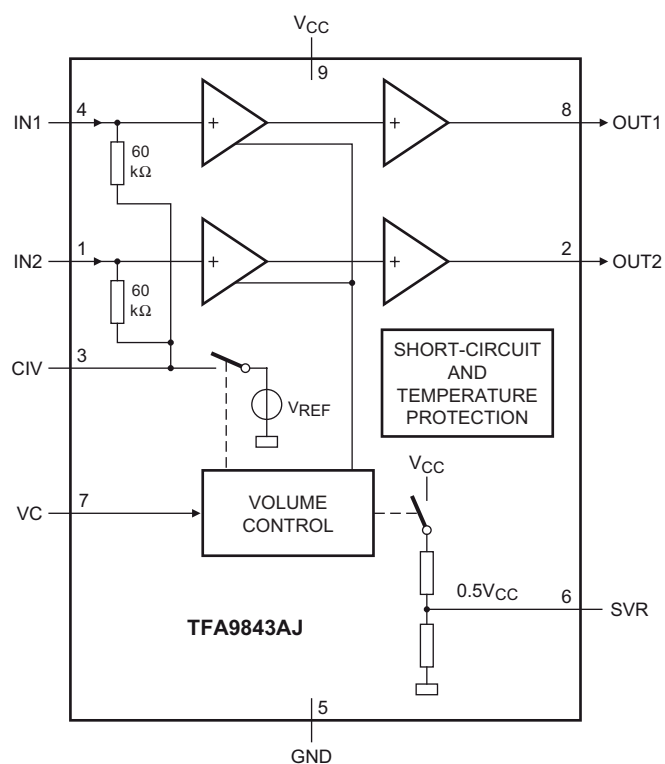 VCC
9
IN1
4
8
OUT1
60
kΩ
IN2
1
2
OUT2
60
kΩ
CIV
3
VREF
SHORT-CIRCUIT
AND
TEMPERATURE
PROTECTION
VCC
VC
7
VOLUME
CONTROL
0.5VCC
6
SVR
TFA9843AJ
5
GND
+
+
+
+